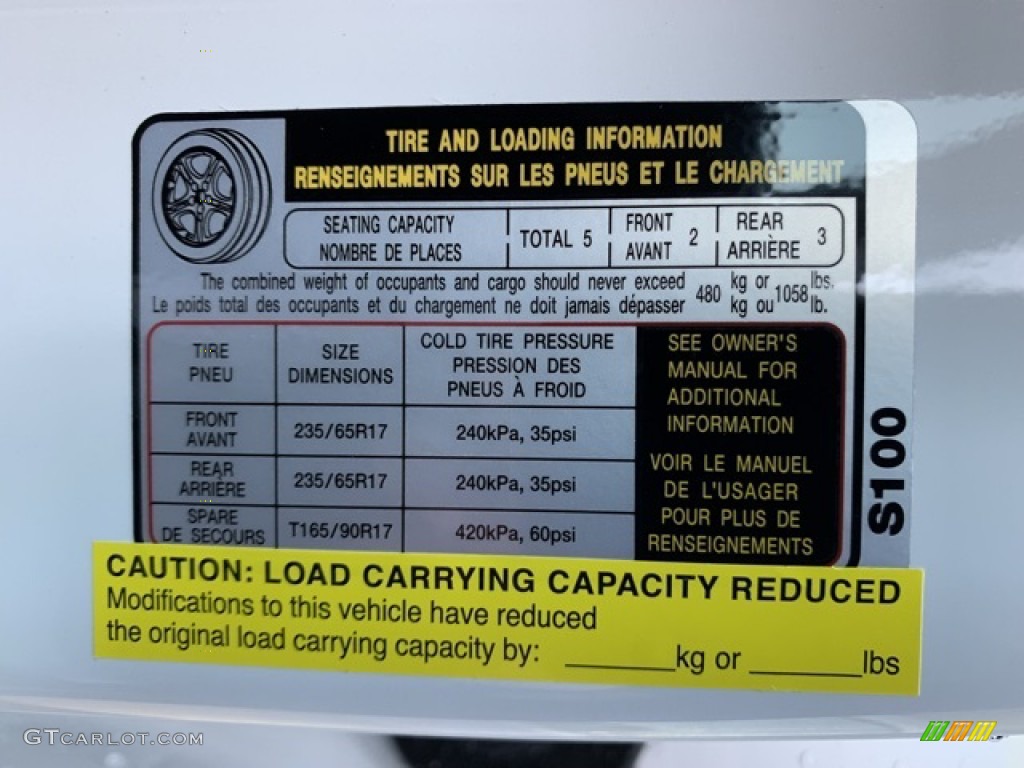 TIRE AND LOADING INFORMATION
RENSEIGNEMENTS SUR LES PNEUS ET LE CHARGEMENT
SEATING CAPACITY
NOMBRE DE PLACES
TOTAL 5
FRONT
AVANT
2
REAR
ARRIÈRE
3
The combined weight of occupants and cargo should never exceed
Le poids total des occupants et du chargement ne doit jamais dépasser
480
kg or
kg ou
1058
lbs.
lb.
TIRE
PNEU
SIZE
DIMENSIONS
COLD TIRE PRESSURE
PRESSION DES
PNEUS À FROID
FRONT
AVANT
235/65R17
240kPa, 35psi
REAR
ARRIÈRE
235/65R17
240kPa, 35psi
SPARE
DE SECOURS
T165/90R17
420kPa, 60psi
SEE OWNER'S
MANUAL FOR
ADDITIONAL
INFORMATION
VOIR LE MANUEL
DE L'USAGER
POUR PLUS DE
RENSEIGNEMENTS
S100
CAUTION: LOAD CARRYING CAPACITY REDUCED
Modifications to this vehicle have reduced
the original load carrying capacity by: ________kg or ________lbs
GTCARLOT.COM